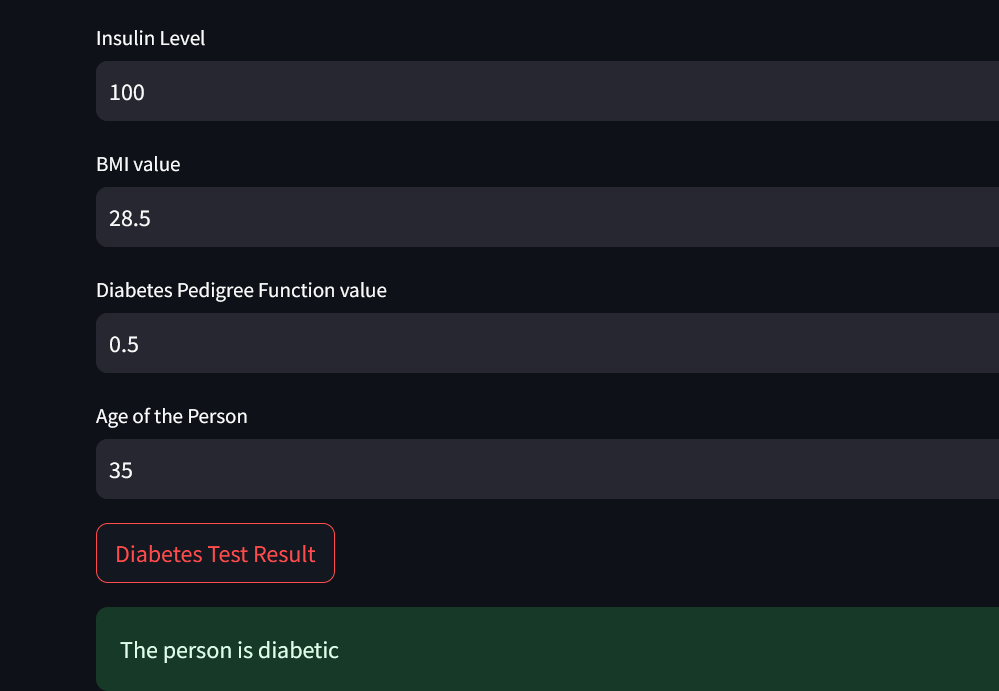 Insulin Level
100
BMI value
28.5
Diabetes Pedigree Function value
0.5
Age of the Person
35
Diabetes Test Result
The person is diabetic